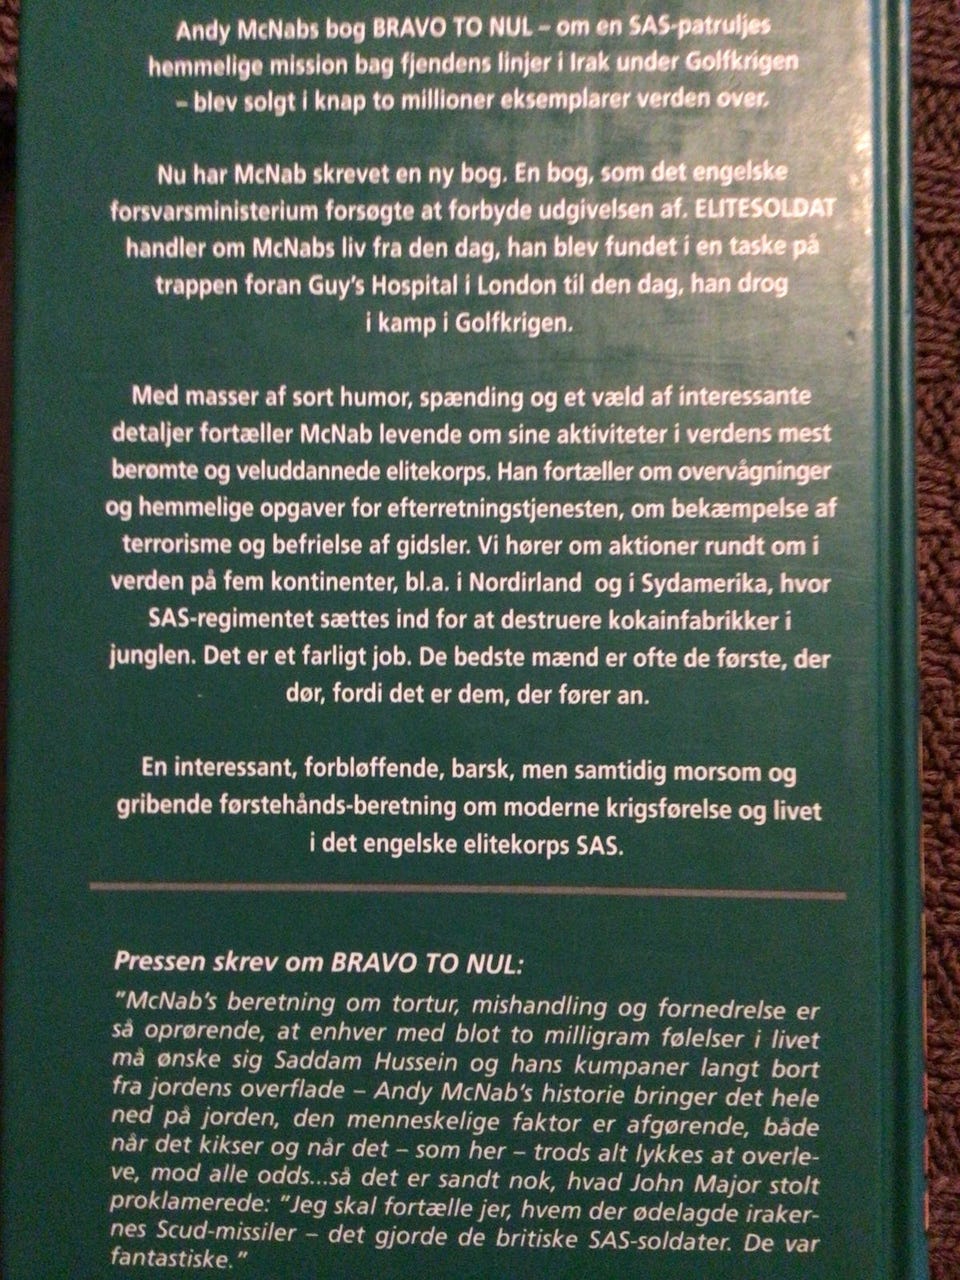 Andy McNabs bog BRAVO TO NUL – om en SAS-patruljes
hemmelige mission bag fjendens linjer i Irak under Golfkrigen
– blev solgt i knap to millioner eksemplarer verden over.
Nu har McNab skrevet en ny bog. En bog, som det engelske
forsvarsministerium forsøgte at forbyde udgivelsen af. ELITESOLDAT
handler om McNabs liv fra den dag, han blev fundet i en taske på
trappen foran Guy's Hospital i London til den dag, han drog
i kamp i Golfkrigen.
Med masser af sort humor, spænding og et væld af interessante
detaljer fortæller McNab levende om sine aktiviteter i verdens mest
berømte og veluddannede elitekorps. Han fortæller om overvågninger
og hemmelige opgaver for efterretningstjenesten, om bekæmpelse af
terrorisme og befrielse af gidsler. Vi hører om aktioner rundt om i
verden på fem kontinenter, bl.a. i Nordirland og i Sydamerika, hvor
SAS-regimentet sættes ind for at destruere kokainfabrikker i
junglen. Det er et farligt job. De bedste mænd er ofte de første, der
dør, fordi det er dem, der fører an.
En interessant, forbløffende, barsk, men samtidig morsom og
gribende førstehånds-beretning om moderne krigsførelse og livet
i det engelske elitekorps SAS.
Pressen skrev om BRAVO TO NUL:
"McNab's beretning om tortur, mishandling og fornedrelse er
så oprørende, at enhver med blot to milligram følelser i livet
må ønske sig Saddam Hussein og hans kumpaner langt bort
fra jordens overflade – Andy McNab's historie bringer det hele
ned på jorden, den menneskelige faktor er afgørende, både
når det kikser og når det – som her – trods alt lykkes at overle-
ve, mod alle odds...så det er sandt nok, hvad John Major stolt
proklamerede: "Jeg skal fortælle jer, hvem der ødelagde iraker-
nes Scud-missiler – det gjorde de britiske SAS-soldater. De var
fantastiske."